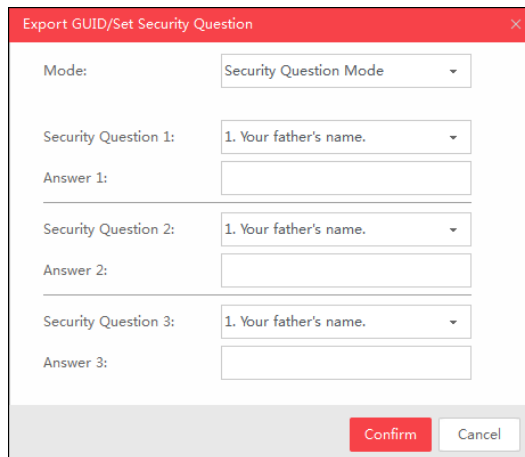 Export GUID/Set Security Question
Mode: Security Question Mode
Security Question 1: 1. Your father's name.
Answer 1:
Security Question 2: 1. Your father's name.
Answer 2:
Security Question 3: 1. Your father's name.
Answer 3:
Confirm Cancel